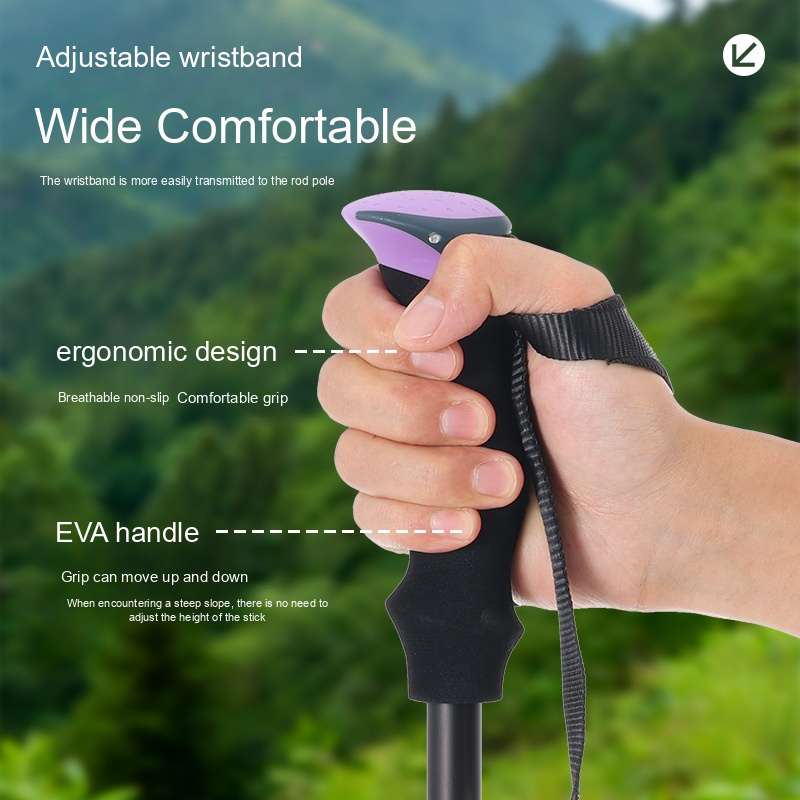 Adjustable wristband
Wide Comfortable
The wristband is more easily transmitted to the rod pole
ergonomic design
Breathable non-slip Comfortable grip
EVA handle
Grip can move up and down
When encountering a steep slope, there is no need to
adjust the height of the stick